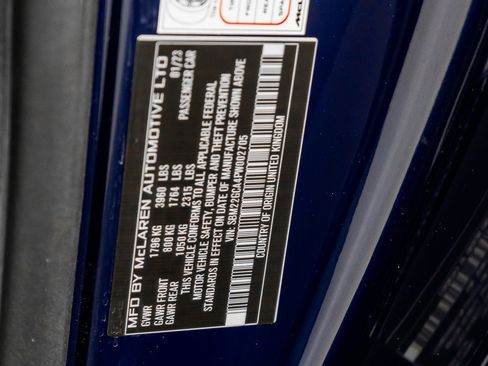 MFD BY McLAREN AUTOMOTIVE LTD
01/23
GVWR 1796 KG 3960 LBS PASSENGER CAR
GAWR FRONT 800 KG 1764 LBS
GAWR REAR 1050 KG 2315 LBS
THIS VEHICLE CONFORMS TO ALL APPLICABLE FEDERAL
MOTOR VEHICLE SAFETY, BUMPER AND THEFT PREVENTION
STANDARDS IN EFFECT ON DATE OF MANUFACTURE SHOWN ABOVE
VIN: SBM22GCA4PW002705
COUNTRY OF ORIGIN UNITED KINGDOM